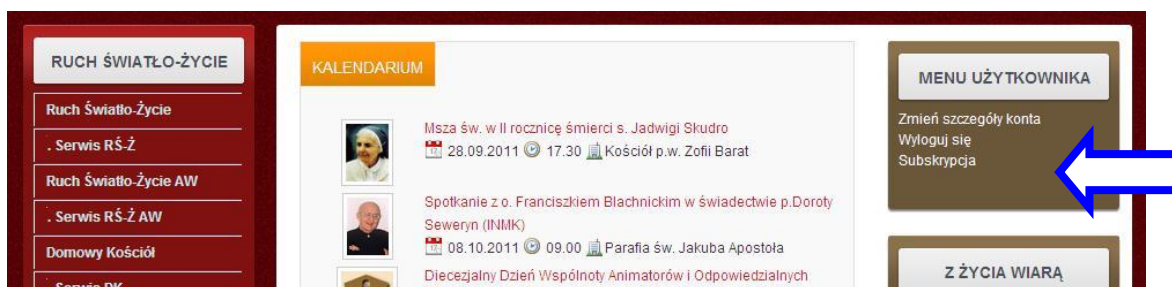 RUCH ŚWIATŁO-ŻYCIE
Ruch Światło-Życie
. Serwis RŚ-Ż
Ruch Światło-Życie AW
. Serwis RŚ-Ż AW
Domowy Kościół
. Serwis DK
KALENDARIUM
Msza św. w II rocznicę śmierci s. Jadwigi Skudro
28.09.2011 17.30 Kościół p.w. Zofii Barat
Spotkanie z o. Franciszkiem Blachnickim w świadectwie p.Doroty
Seweryn (INMK)
08.10.2011 09.00 Parafia św. Jakuba Apostoła
Diecezjalny Dzień Wspólnoty Animatorów i Odpowiedzialnych
MENU UŻYTKOWNIKA
Zmień szczegóły konta
Wyloguj się
Subskrypcja
Z ŻYCIA WIARĄ